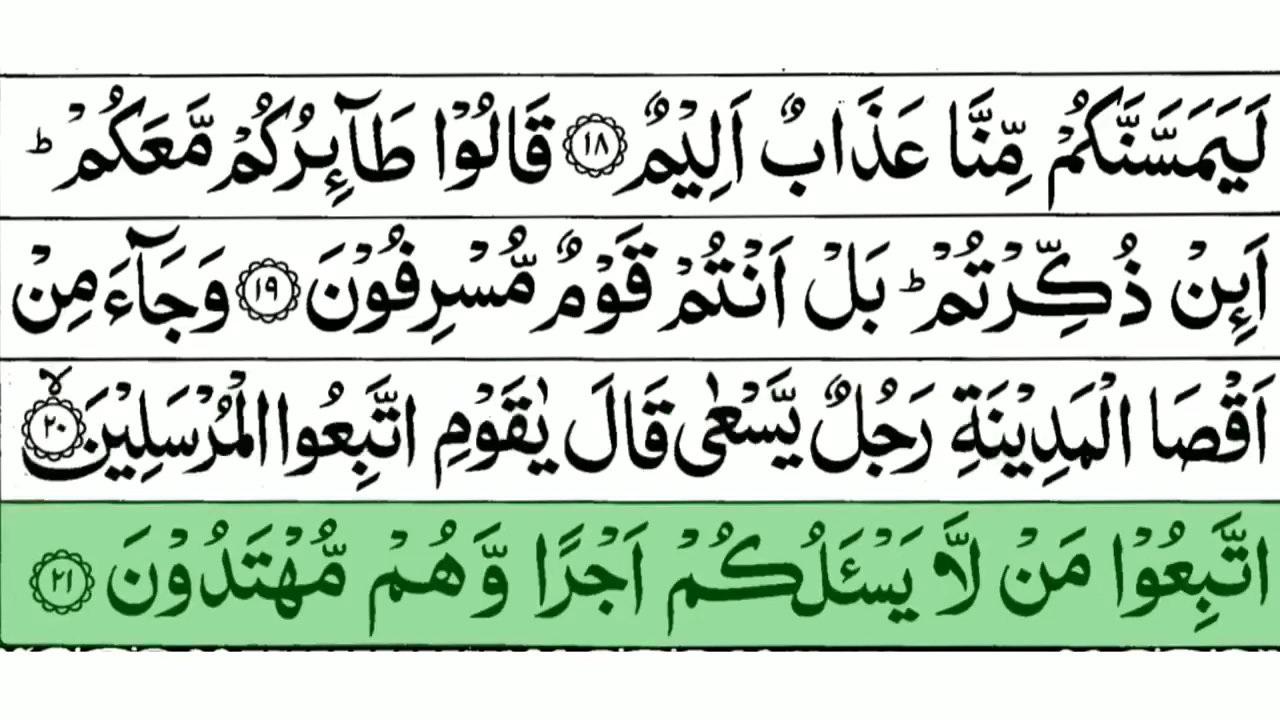 لَيَمَسَّنَّكُمْ مِّنَّا عَذَابٌ اَلِيْمٌ ۝١٨ قَالُوْا طَآئِرُكُمْ مَّعَكُمْ ؕ
اَئِنْ ذُكِّرْتُمْ ؕ بَلْ اَنْتُمْ قَوْمٌ مُّسْرِفُوْنَ ۝١٩ وَجَآءَ مِنْ
اَقْصَا الْمَدِيْنَةِ رَجُلٌ يَّسْعٰى قَالَ يٰقَوْمِ اتَّبِعُوا الْمُرْسَلِيْنَ ۝٢٠ ۙ
اتَّبِعُوْا مَنْ لَّا يَسْـَٔلُكُمْ اَجْرًا وَّهُمْ مُّهْتَدُوْنَ ۝٢١